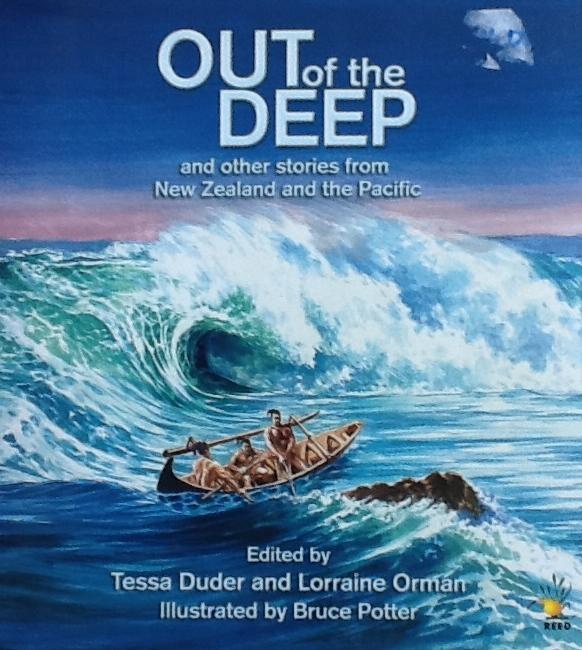 OUT of the
DEEP
and other stories from
New Zealand and the Pacific
Edited by
Tessa Duder and Lorraine Orman
Illustrated by Bruce Potter
REED